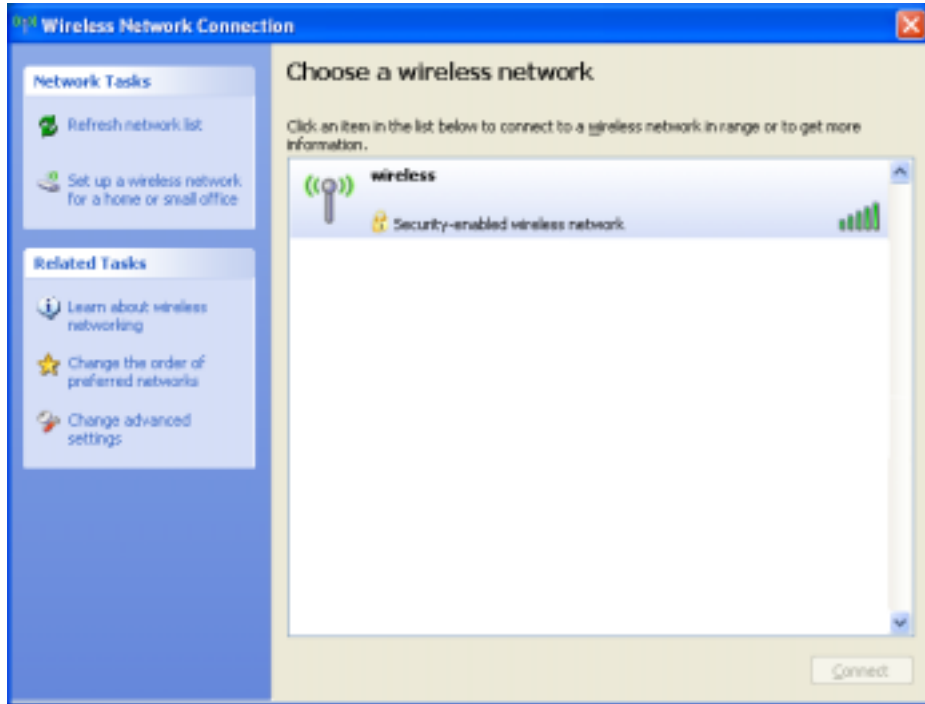 Wireless Network Connection
Network Tasks
Refresh network list
Set up a wireless network
for a home or small office
Related Tasks
Learn about wireless
networking
Change the order of
preferred networks
Change advanced
settings
Choose a wireless network
Click an item in the list below to connect to a wireless network in range or to get more
information.
wireless
Security-enabled wireless network
Connect